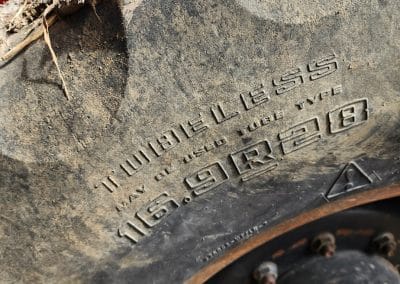 TUBELESS
MAY BE USED TUBE TYPE
16.9R28